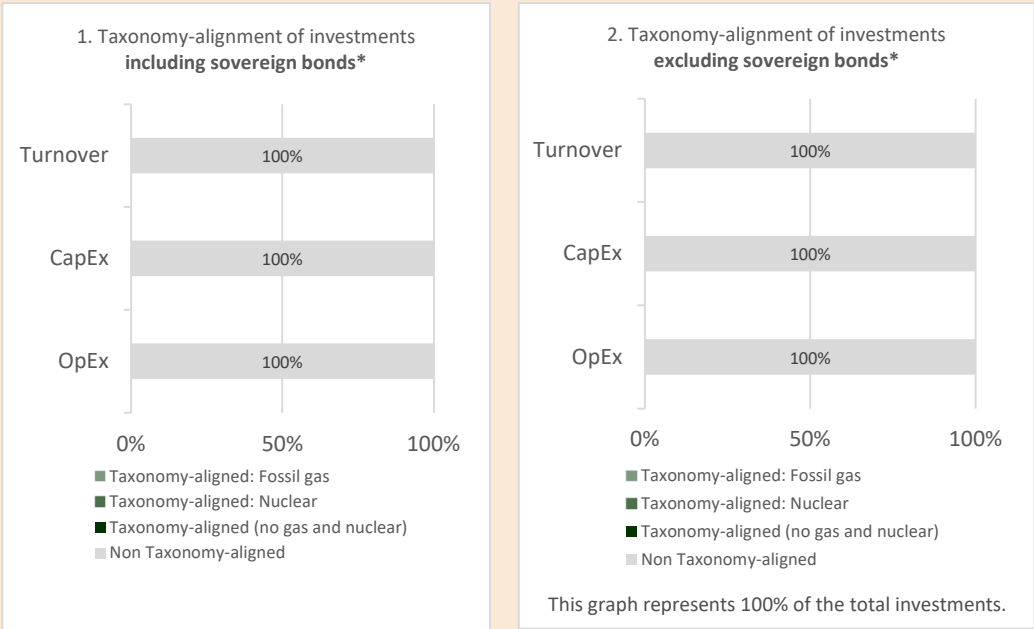 1. Taxonomy-alignment of investments
including sovereign bonds*
Turnover
100%
CapEx
100%
OpEx
100%
0%
50%
100%
Taxonomy-aligned: Fossil gas
Taxonomy-aligned: Nuclear
Taxonomy-aligned (no gas and nuclear)
Non Taxonomy-aligned
2. Taxonomy-alignment of investments
excluding sovereign bonds*
Turnover
100%
CapEx
100%
OpEx
100%
0%
50%
100%
Taxonomy-aligned: Fossil gas
Taxonomy-aligned: Nuclear
Taxonomy-aligned (no gas and nuclear)
Non Taxonomy-aligned
This graph represents 100% of the total investments.